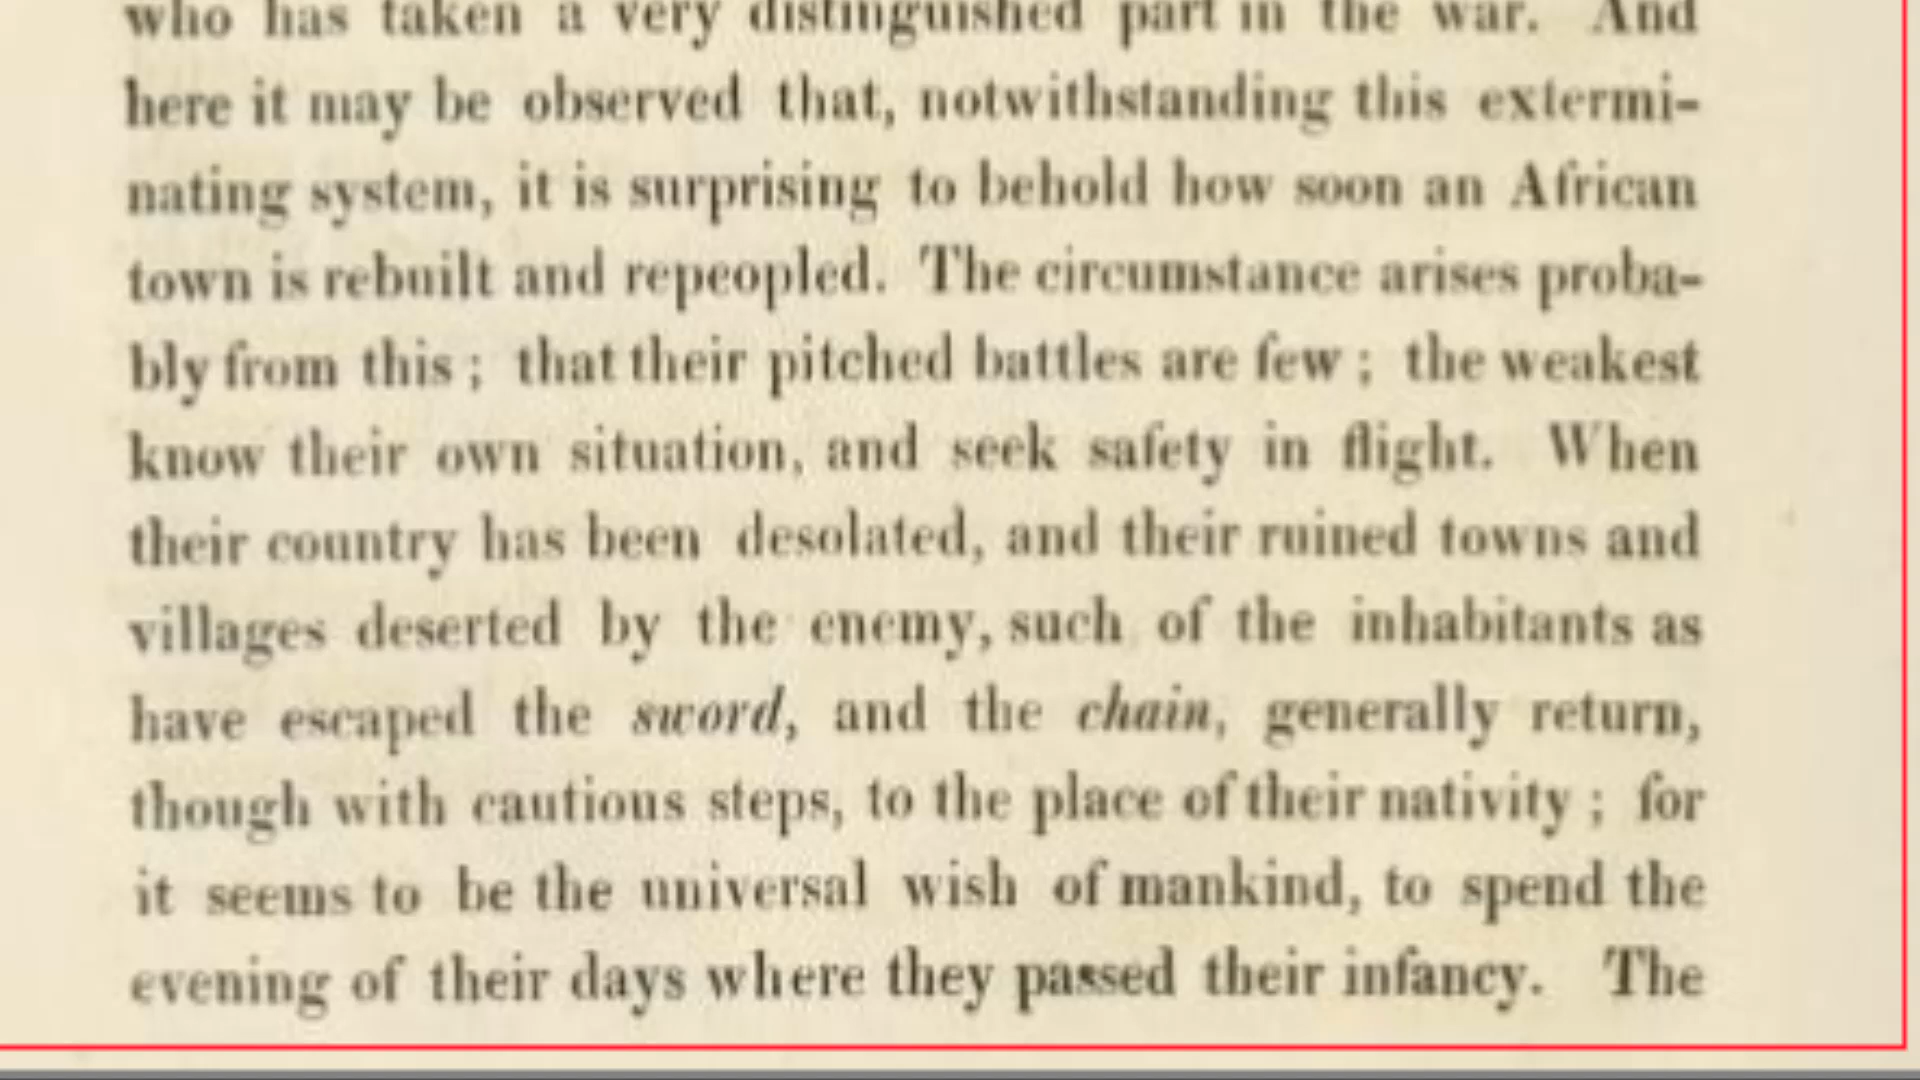 who has taken a very distinguished part in the war. And
here it may be observed that, notwithstanding this extermi-
nating system, it is surprising to behold how soon an African
town is rebuilt and repeopled. The circumstance arises proba-
bly from this; that their pitched battles are few; the weakest
know their own situation, and seek safety in flight. When
their country has been desolated, and their ruined towns and
villages deserted by the enemy, such of the inhabitants as
have escaped the sword, and the chain, generally return,
though with cautious steps, to the place of their nativity; for
it seems to be the universal wish of mankind, to spend the
evening of their days where they passed their infancy. The